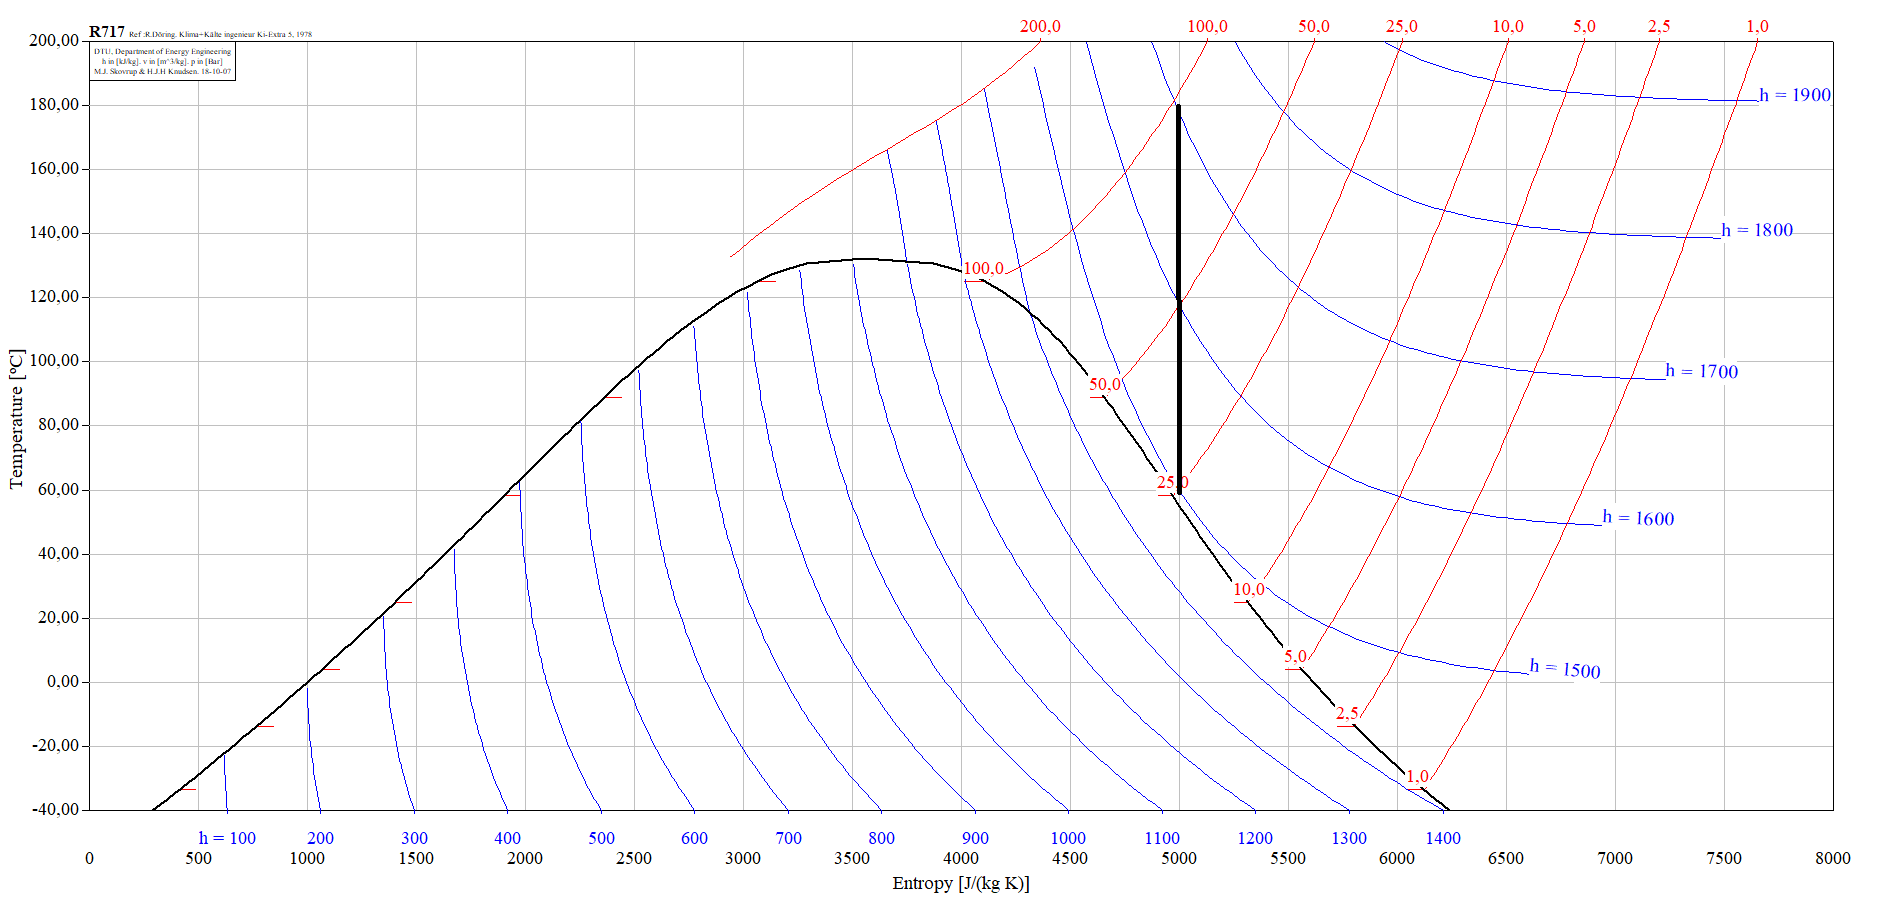 R717 Ref :R.Döring. Klima+Kälte ingenieur Ki-Extra 5, 1978
DTU, Department of Energy Engineering
h in [kJ/kg]. v in [m^3/kg]. p in [Bar]
M.J. Skovrup & H.J.H Knudsen. 18-10-07
200,0 100,0 50,0 25,0 10,0 5,0 2,5 1,0
200,00
180,00
160,00
140,00
120,00
100,00
80,00
60,00
40,00
20,00
0,00
-20,00
-40,00
Temperature [ºC]
h = 1900
h = 1800
h = 1700
h = 1600
h = 1500
100,0
50,0
25,0
10,0
5,0
2,5
1,0
h = 100 200 300 400 500 600 700 800 900 1000 1100 1200 1300 1400
0 500 1000 1500 2000 2500 3000 3500 4000 4500 5000 5500 6000 6500 7000 7500 8000
Entropy [J/(kg K)]